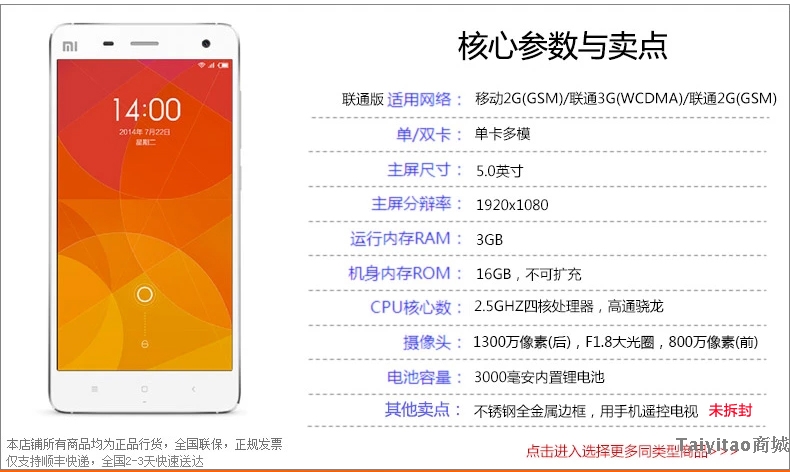 核心参数与卖点
MI
14:00
2014年 7月22日
星期二
联通版 适用网络： 移动2G(GSM)/联通3G(WCDMA)/联通2G(GSM)
单/双卡： 单卡多模
主屏尺寸： 5.0英寸
主屏分辩率： 1920x1080
运行内存RAM： 3GB
机身内存ROM： 16GB，不可扩充
CPU核心数： 2.5GHZ四核处理器，高通骁龙
摄像头： 1300万像素(后)，F1.8大光圈，800万像素(前)
电池容量： 3000毫安内置锂电池
其他卖点： 不锈钢全金属边框，用手机遥控电视 未拆封
本店铺所有商品均为正品行货，全国联保，正规发票
仅支持顺丰快递，全国2-3天快速送达
点击进入选择更多同类型商品>>>
Taiyitao商城